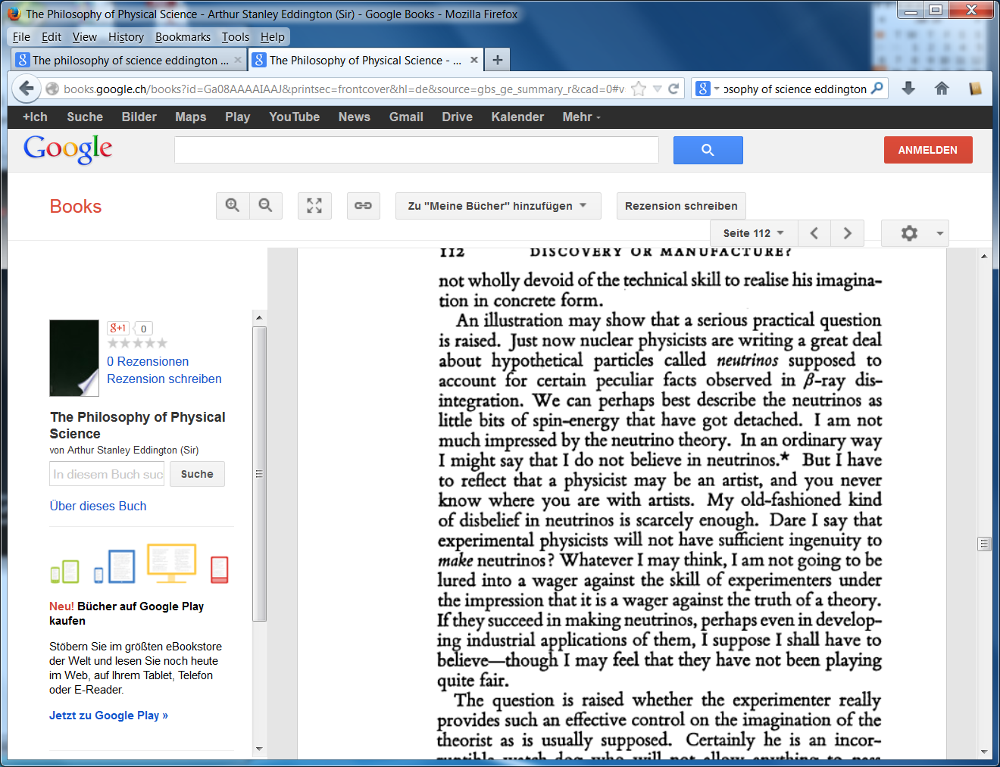 The Philosophy of Physical Science - Arthur Stanley Eddington (Sir) - Google Books - Mozilla Firefox
File Edit View History Bookmarks Tools Help
The philosophy of science eddington ...
The Philosophy of Physical Science - ...
books.google.ch/books?id=Ga08AAAAIAAJ&printsec=frontcover&hl=de&source=gbs_ge_summary_r&cad=0#v
osophy of science eddington
+Ich Suche Bilder Maps Play YouTube News Gmail Drive Kalender Mehr
Google
ANMELDEN
Books
Zu "Meine Bücher" hinzufügen
Rezension schreiben
Seite 112
g+1 0
0 Rezensionen
Rezension schreiben
The Philosophy of Physical
Science
von Arthur Stanley Eddington (Sir)
In diesem Buch suc
Suche
Über dieses Buch
Neu! Bücher auf Google Play
kaufen
Stöbern Sie im größten eBookstore
der Welt und lesen Sie noch heute
im Web, auf Ihrem Tablet, Telefon
oder E-Reader.
Jetzt zu Google Play »
112 DISCOVERY OR MANUFACTURE?
not wholly devoid of the technical skill to realise his imagina-
tion in concrete form.
An illustration may show that a serious practical question
is raised. Just now nuclear physicists are writing a great deal
about hypothetical particles called neutrinos supposed to
account for certain peculiar facts observed in β-ray dis-
integration. We can perhaps best describe the neutrinos as
little bits of spin-energy that have got detached. I am not
much impressed by the neutrino theory. In an ordinary way
I might say that I do not believe in neutrinos.* But I have
to reflect that a physicist may be an artist, and you never
know where you are with artists. My old-fashioned kind
of disbelief in neutrinos is scarcely enough. Dare I say that
experimental physicists will not have sufficient ingenuity to
make neutrinos? Whatever I may think, I am not going to be
lured into a wager against the skill of experimenters under
the impression that it is a wager against the truth of a theory.
If they succeed in making neutrinos, perhaps even in develop-
ing industrial applications of them, I suppose I shall have to
believe—though I may feel that they have not been playing
quite fair.
The question is raised whether the experimenter really
provides such an effective control on the imagination of the
theorist as is usually supposed. Certainly he is an incor-
ruptible watch-dog who will not allow anything to pass